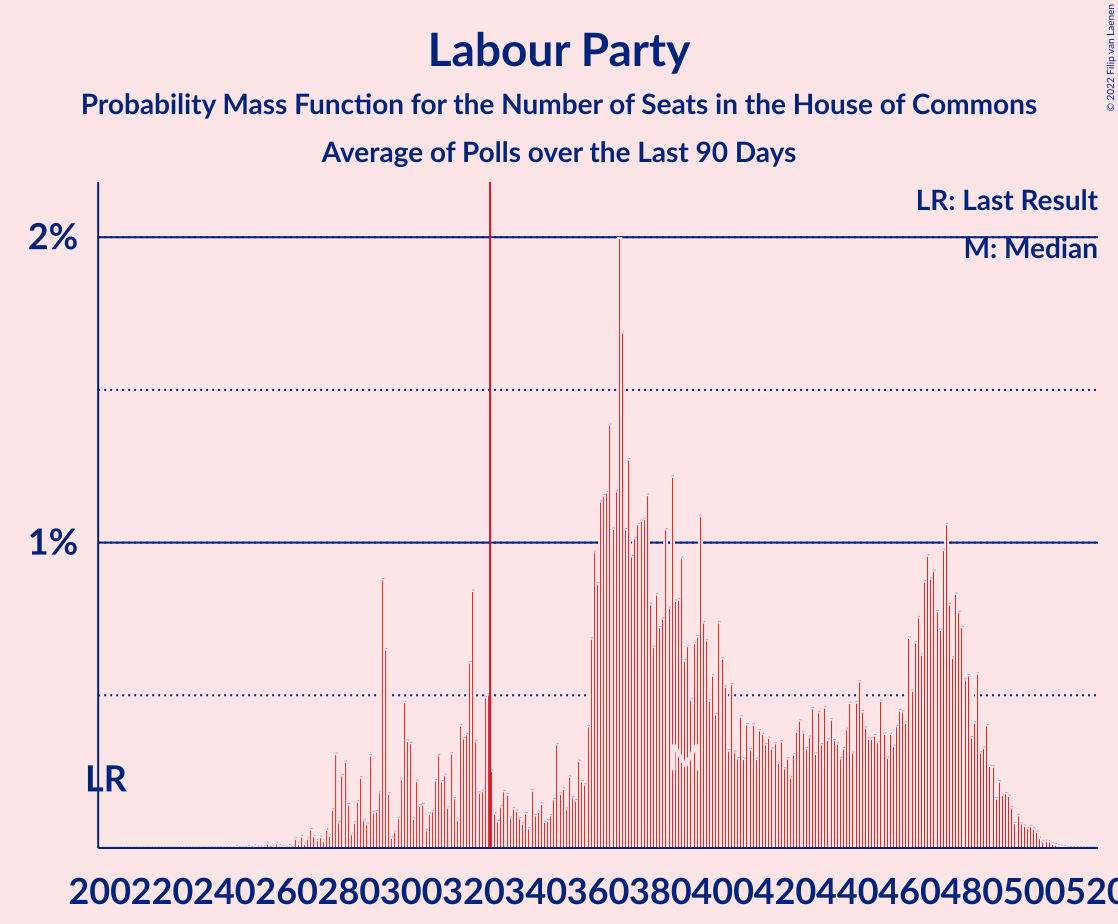 Labour Party
Probability Mass Function for the Number of Seats in the House of Commons
Average of Polls over the Last 90 Days
© 2022 Filip van Laenen
LR: Last Result
M: Median
2%
1%
LR
M
200220240260280300320340360380400420440460480500520